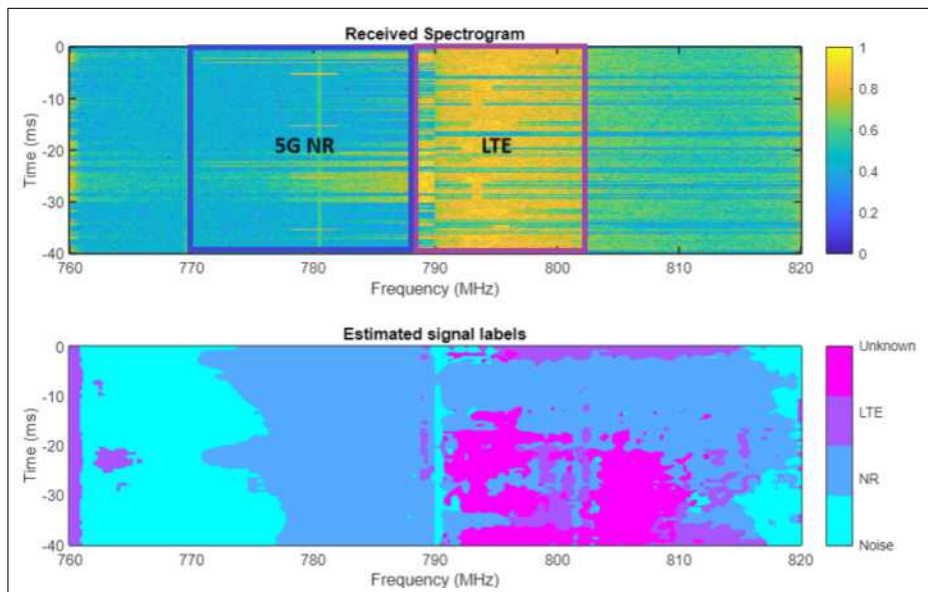 Received Spectrogram
0
-10
-20
-30
-40
Time (ms)
5G NR
LTE
760
770
780
790
800
810
820
Frequency (MHz)
1
0.8
0.6
0.4
0.2
0
Estimated signal labels
0
-10
-20
-30
-40
Time (ms)
760
770
780
790
800
810
820
Frequency (MHz)
Unknown
LTE
NR
Noise